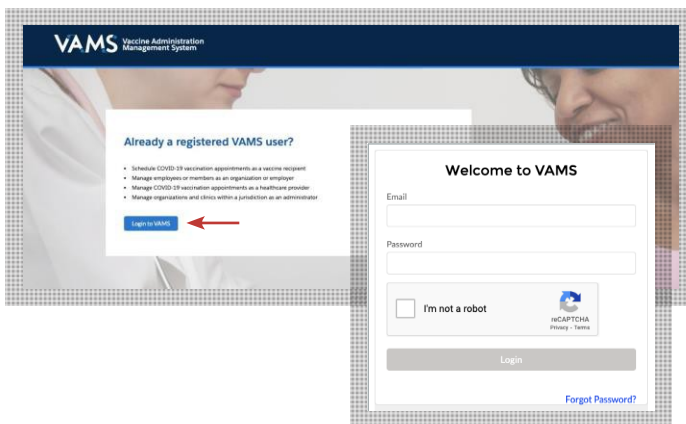 VAMS Vaccine Administration
Management System
Already a registered VAMS user?
• Schedule COVID-19 vaccination appointments as a vaccine recipient
• Manage employees or members as an organization or employer
• Manage COVID-19 vaccination appointments as a healthcare provider
• Manage organizations and clinics within a jurisdiction as an administrator
Login to VAMS
Welcome to VAMS
Email
Password
I'm not a robot
reCAPTCHA
Privacy - Terms
Login
Forgot Password?